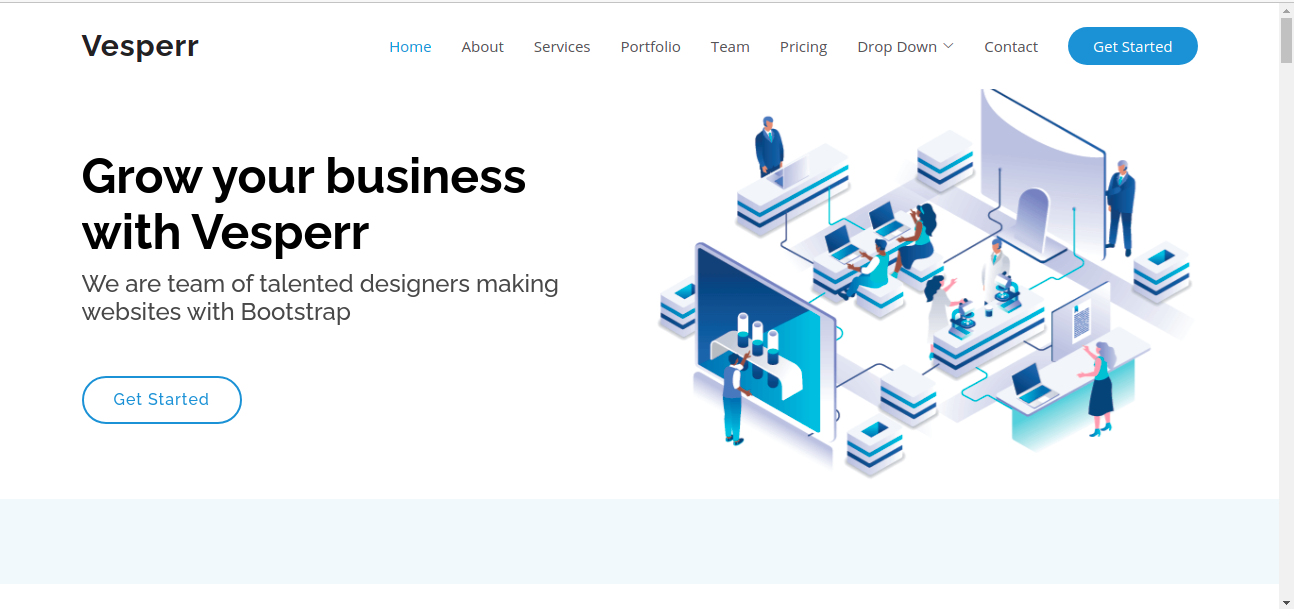 Vesperr
Home About Services Portfolio Team Pricing Drop Down Contact Get Started
Grow your business
with Vesperr
We are team of talented designers making
websites with Bootstrap
Get Started